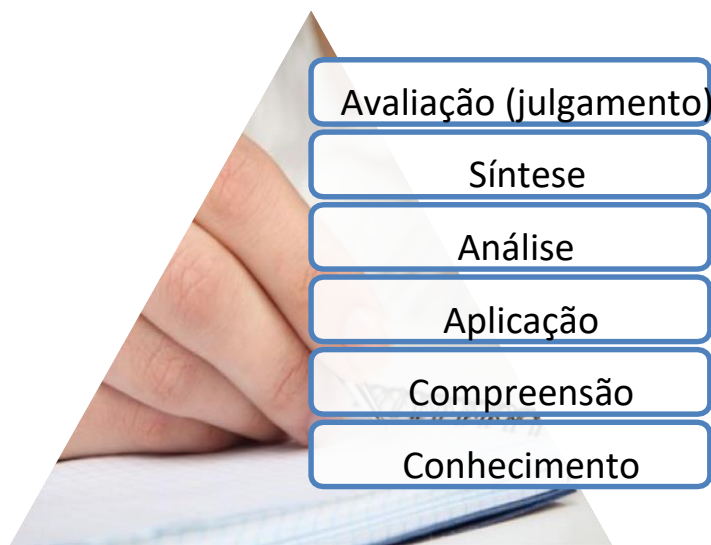 Avaliação (julgamento)
Síntese
Análise
Aplicação
Compreensão
Conhecimento